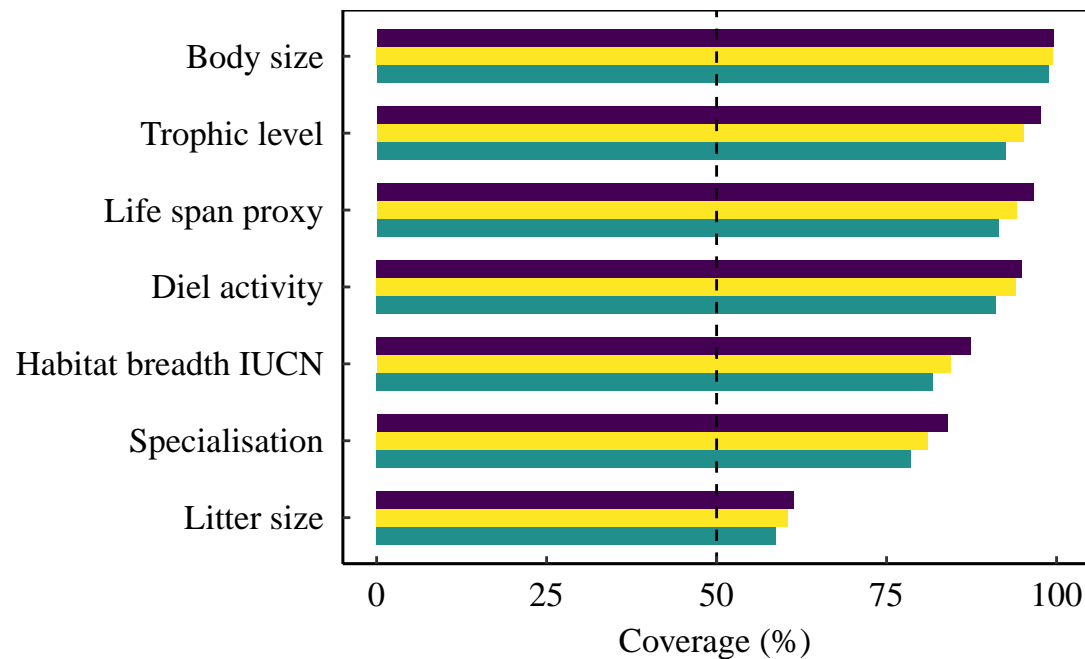 Body size
Trophic level
Life span proxy
Diel activity
Habitat breadth IUCN
Specialisation
Litter size
0 25 50 75 100
Coverage (%)